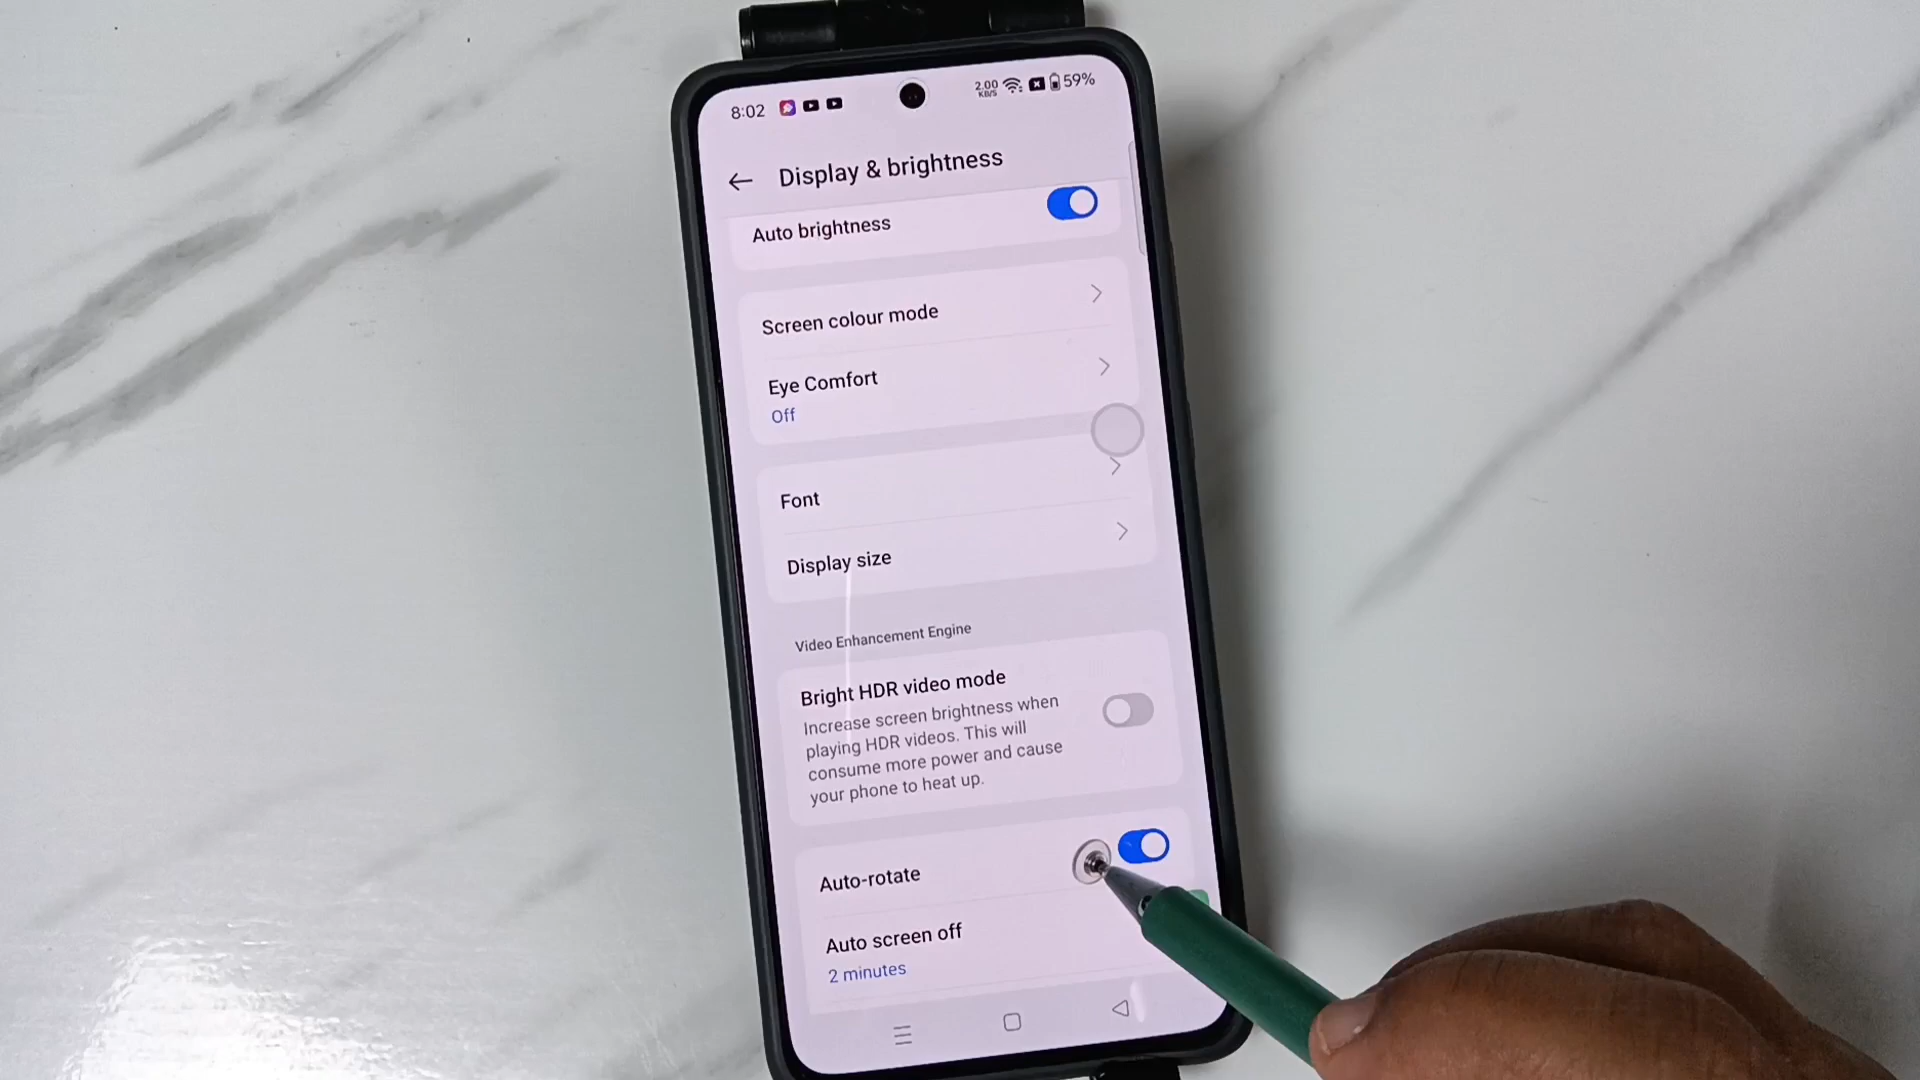 8:02
2.00 KB/S
59%
Display & brightness
Auto brightness
Screen colour mode
Eye Comfort
Off
Font
Display size
Video Enhancement Engine
Bright HDR video mode
Increase screen brightness when
playing HDR videos. This will
consume more power and cause
your phone to heat up.
Auto-rotate
Auto screen off
2 minutes